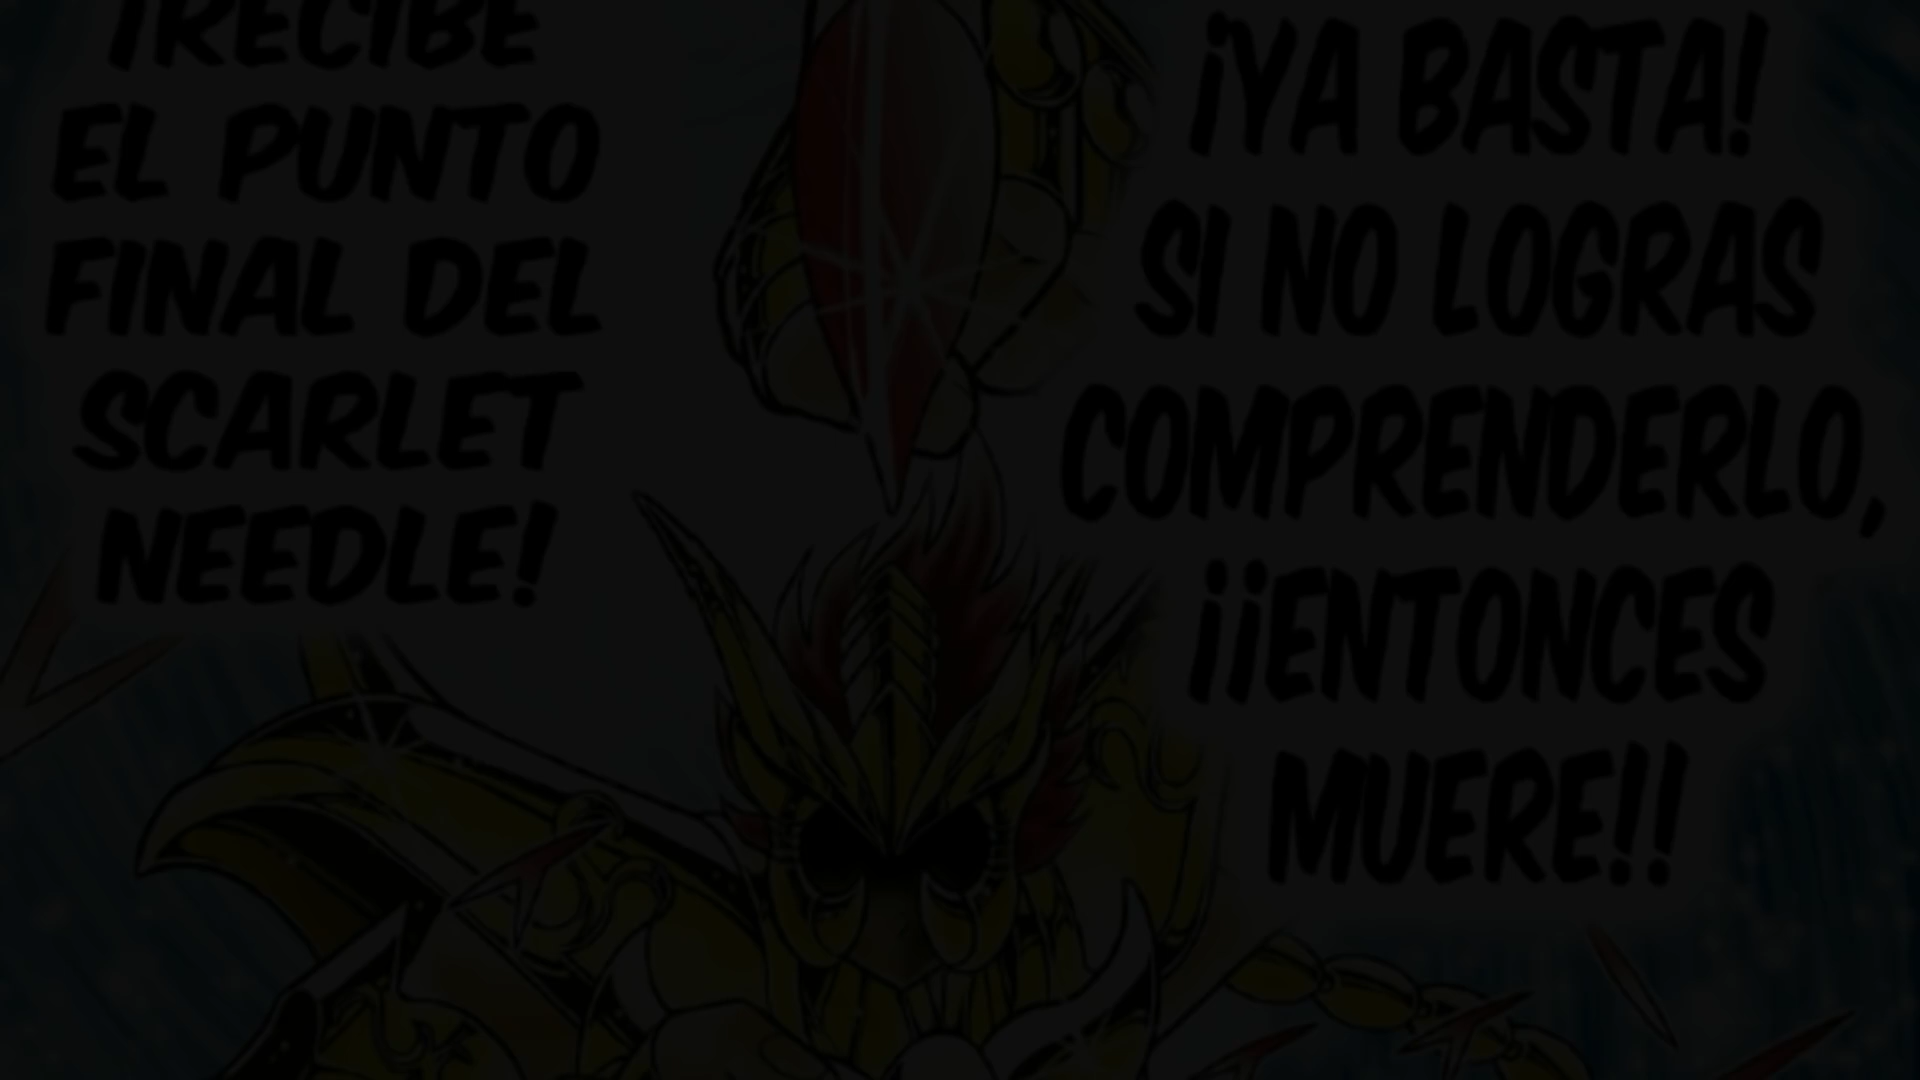 ¡RECIBE
EL PUNTO
FINAL DEL
SCARLET
NEEDLE!
¡YA BASTA!
SI NO LOGRAS
COMPRENDERLO,
¡¡ENTONCES
MUERE!!